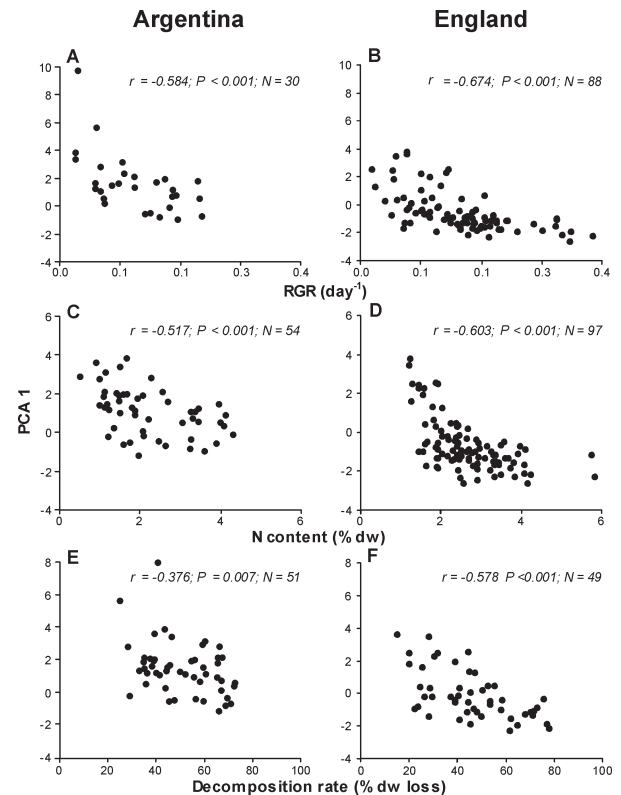 Argentina England
A B
r = -0.584; P < 0.001; N = 30 r = -0.674; P < 0.001; N = 88
10 8 6 4 2 0 -2 -4
0.0 0.1 0.1 0.3 0.4
10 8 6 4 2 0 -2 -4
0.0 0.1 0.1 0.3 0.4
RGR (day-1)
C D
r = -0.517; P < 0.001; N = 54 r = -0.603; P < 0.001; N = 97
PCA 1
6 4 2 0 -2 -4
0 2 4 6
6 4 2 0 -2 -4
0 2 4 6
N content (% dw)
E F
r = -0.376; P = 0.007; N = 51 r = -0.578 P <0.001; N = 49
8 6 4 2 0 -2 -4
0 20 40 60 80 100
8 6 4 2 0 -2 -4
0 20 40 60 80 100
Decomposition rate (% dw loss)